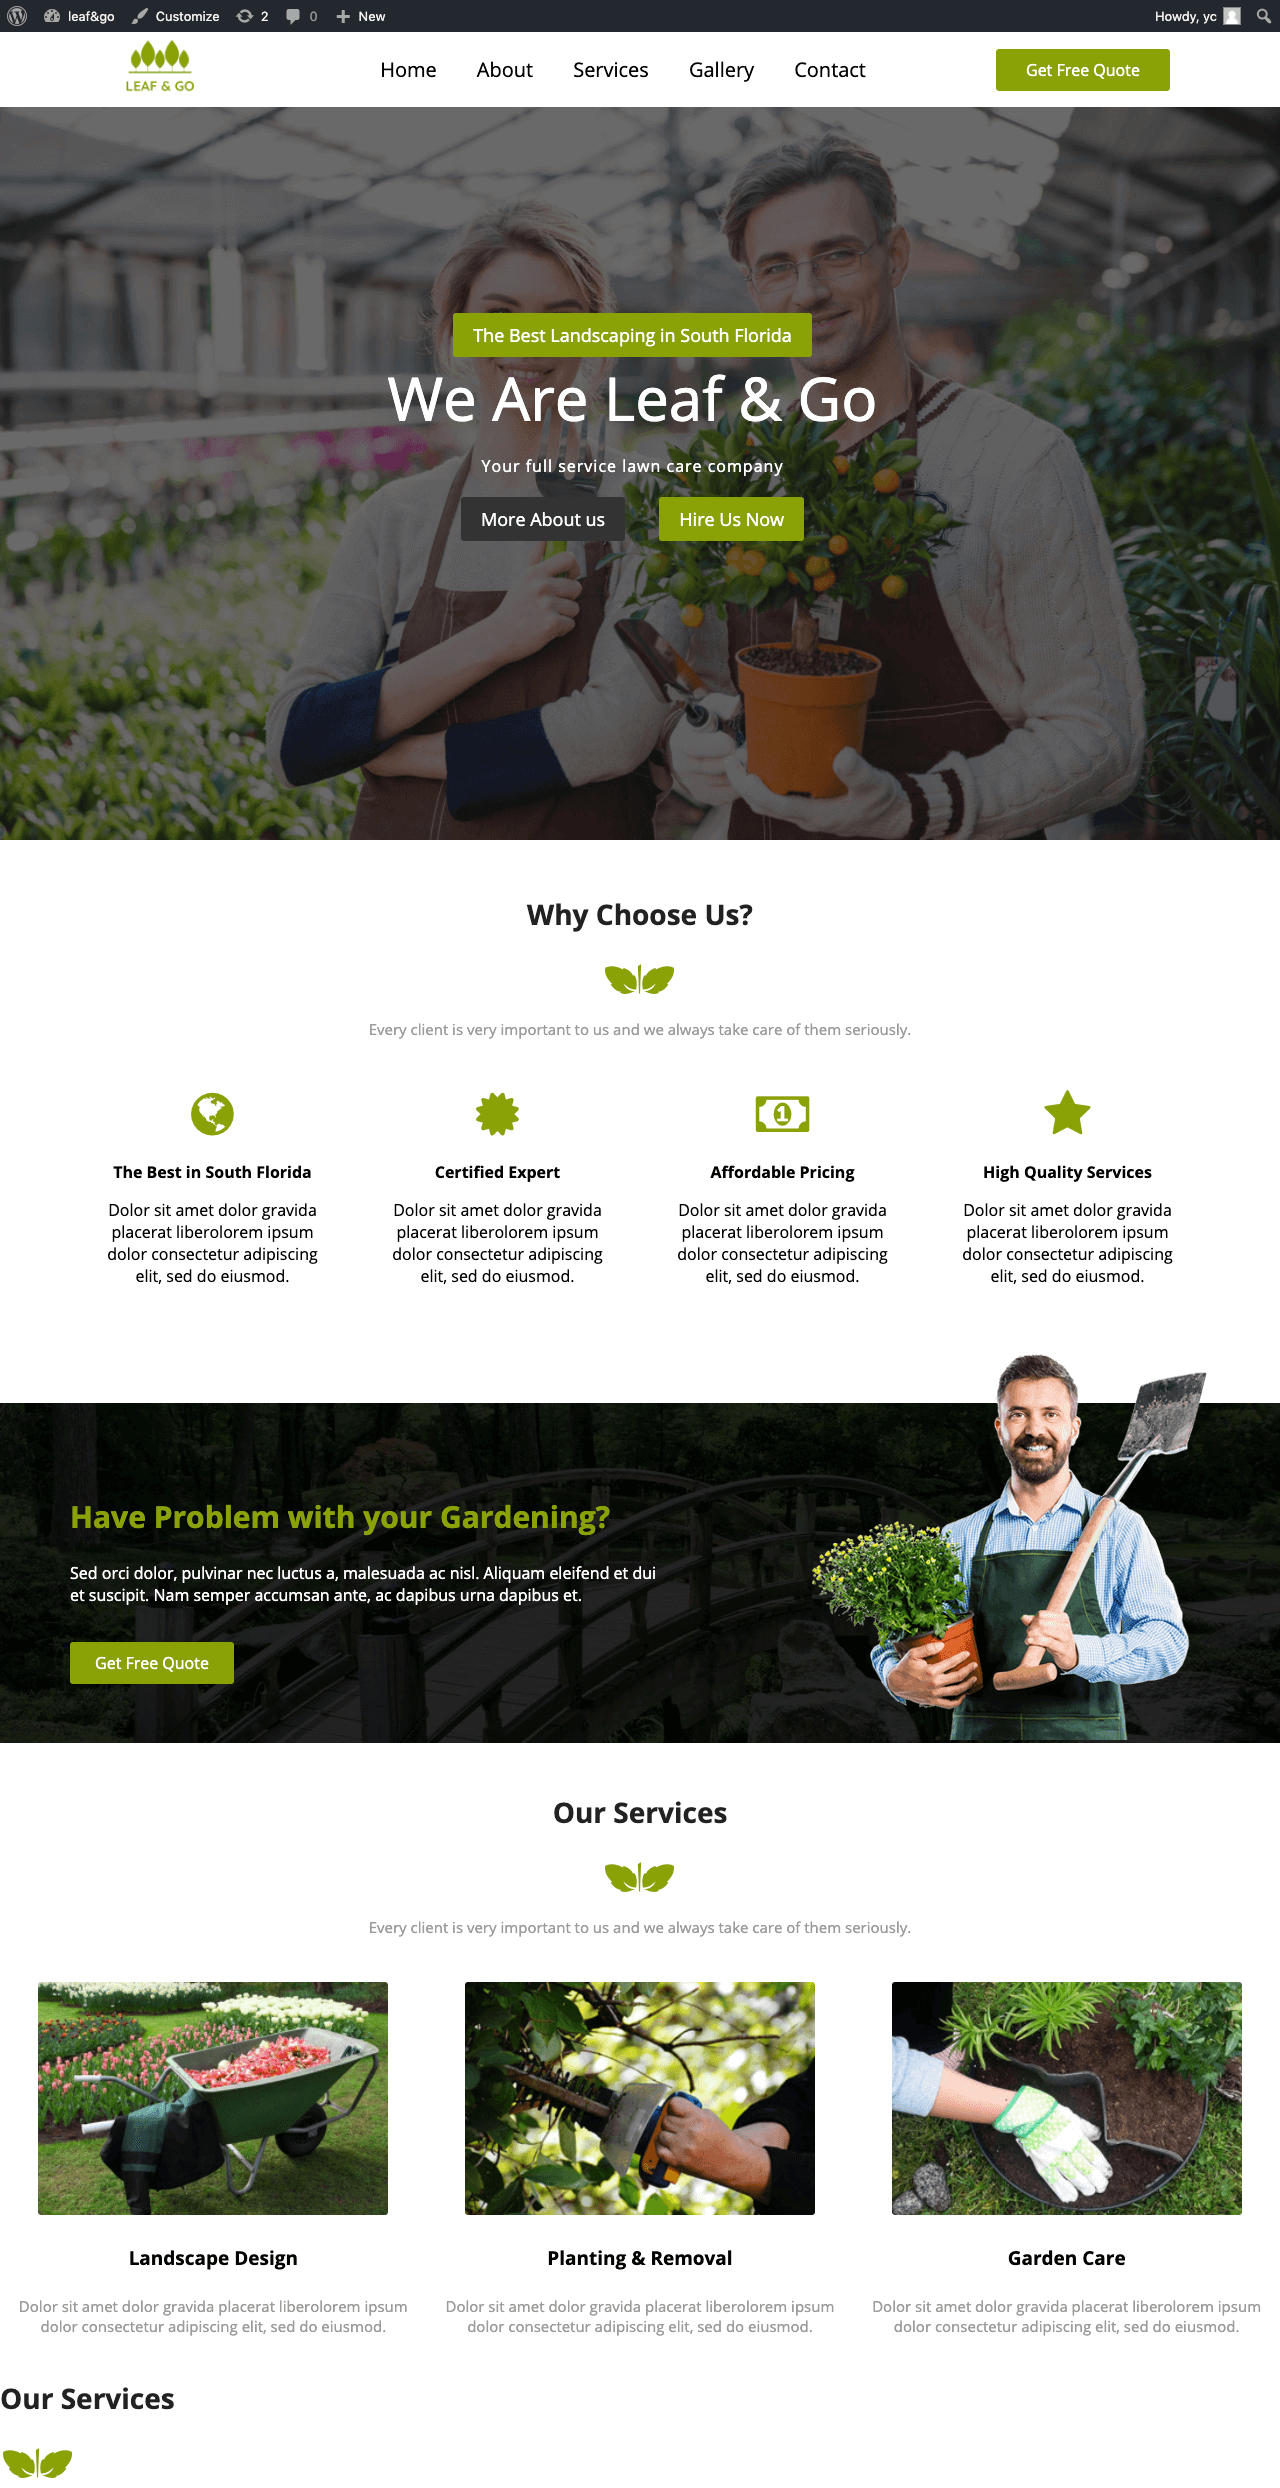 leaf&go Customize 2 0 New Howdy, yc
LEAF & GO
Home About Services Gallery Contact Get Free Quote
The Best Landscaping in South Florida
We Are Leaf & Go
Your full service lawn care company
More About us Hire Us Now
Why Choose Us?
Every client is very important to us and we always take care of them seriously.
1
The Best in South Florida
Dolor sit amet dolor gravida
placerat liberolorem ipsum
dolor consectetur adipiscing
elit, sed do eiusmod.
Certified Expert
Dolor sit amet dolor gravida
placerat liberolorem ipsum
dolor consectetur adipiscing
elit, sed do eiusmod.
Affordable Pricing
Dolor sit amet dolor gravida
placerat liberolorem ipsum
dolor consectetur adipiscing
elit, sed do eiusmod.
High Quality Services
Dolor sit amet dolor gravida
placerat liberolorem ipsum
dolor consectetur adipiscing
elit, sed do eiusmod.
Have Problem with your Gardening?
Sed orci dolor, pulvinar nec luctus a, malesuada ac nisl. Aliquam eleifend et dui
et suscipit. Nam semper accumsan ante, ac dapibus urna dapibus et.
Get Free Quote
Our Services
Every client is very important to us and we always take care of them seriously.
Landscape Design
Dolor sit amet dolor gravida placerat liberolorem ipsum
dolor consectetur adipiscing elit, sed do eiusmod.
Planting & Removal
Dolor sit amet dolor gravida placerat liberolorem ipsum
dolor consectetur adipiscing elit, sed do eiusmod.
Garden Care
Dolor sit amet dolor gravida placerat liberolorem ipsum
dolor consectetur adipiscing elit, sed do eiusmod.
Our Services